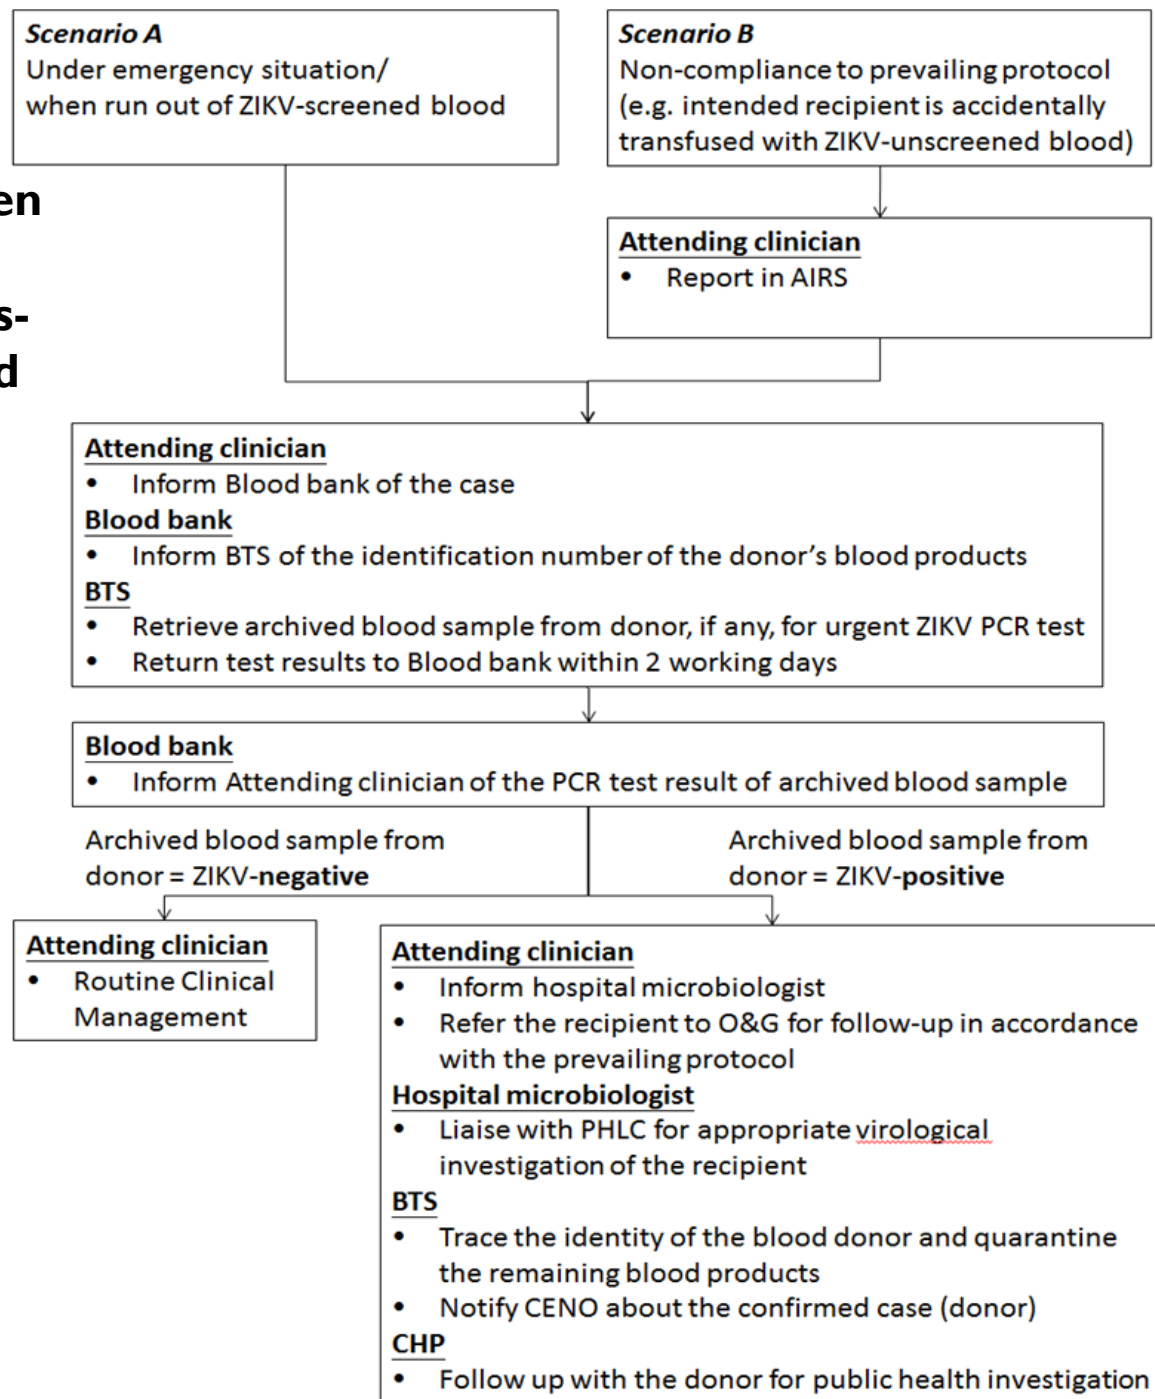 Scenario A
Under emergency situation/
when run out of ZIKV-screened blood
Scenario B
Non-compliance to prevailing protocol
(e.g. intended recipient is accidentally
transfused with ZIKV-unscreened blood)
en
s-
d
Attending clinician
• Report in AIRS
Attending clinician
• Inform Blood bank of the case
Blood bank
• Inform BTS of the identification number of the donor's blood products
BTS
• Retrieve archived blood sample from donor, if any, for urgent ZIKV PCR test
• Return test results to Blood bank within 2 working days
Blood bank
• Inform Attending clinician of the PCR test result of archived blood sample
Archived blood sample from
donor = ZIKV-negative
Archived blood sample from
donor = ZIKV-positive
Attending clinician
• Routine Clinical
Management
Attending clinician
• Inform hospital microbiologist
• Refer the recipient to O&G for follow-up in accordance
with the prevailing protocol
Hospital microbiologist
• Liaise with PHLC for appropriate virological
investigation of the recipient
BTS
• Trace the identity of the blood donor and quarantine
the remaining blood products
• Notify CENO about the confirmed case (donor)
CHP
• Follow up with the donor for public health investigation